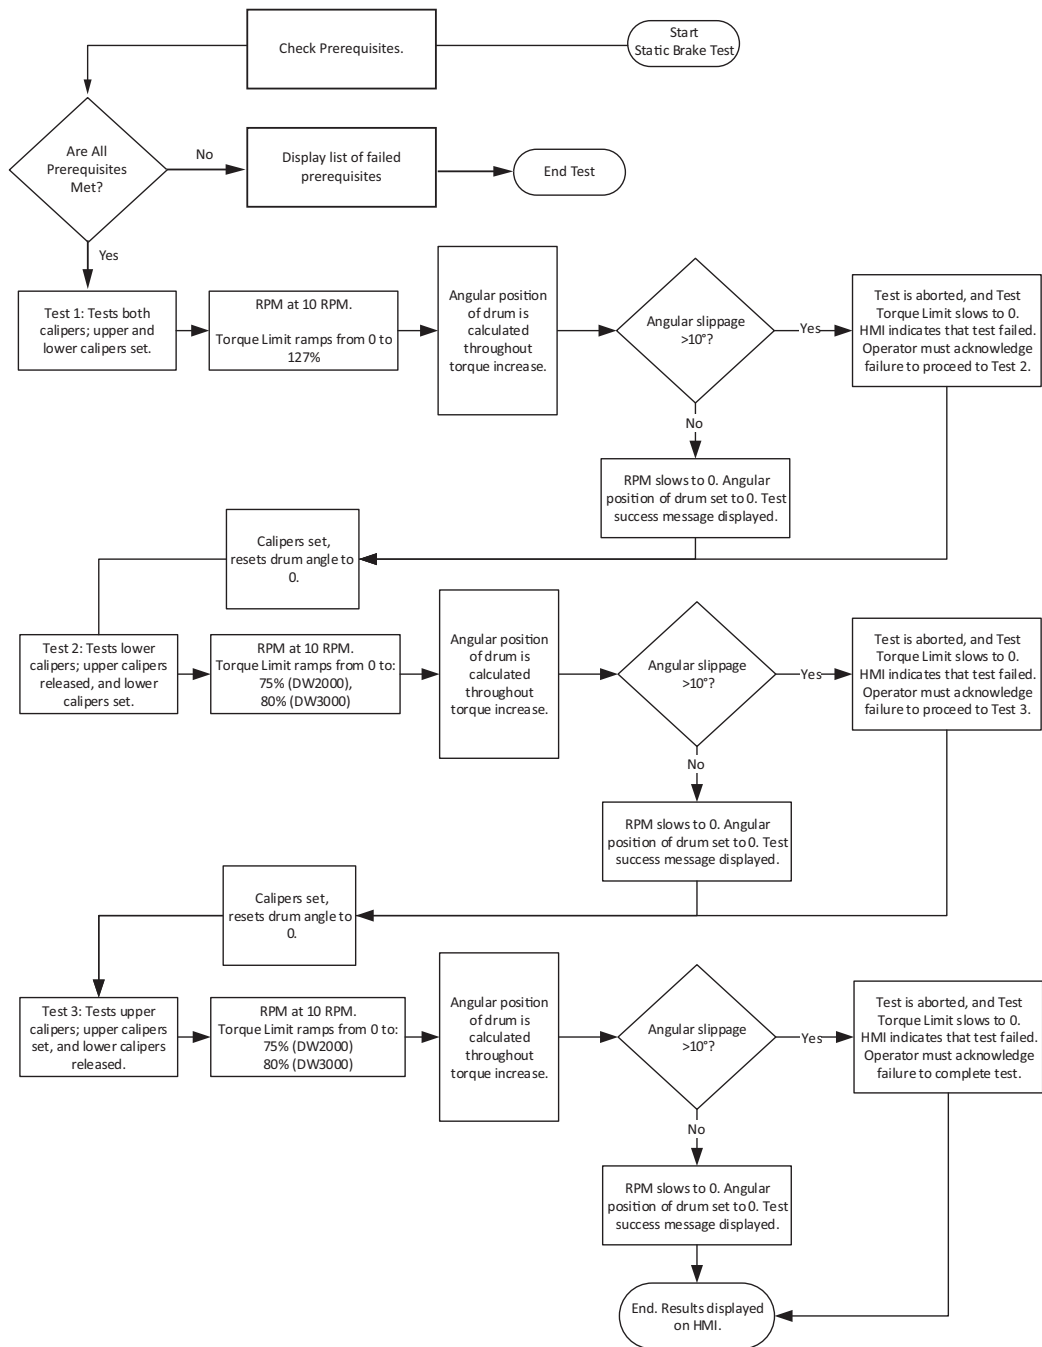 Start
Static Brake Test
Check Prerequisites.
Are All
Prerequisites
Met?
No
Display list of failed
prerequisites
End Test
Yes
Test 1: Tests both
calipers; upper and
lower calipers set.
RPM at 10 RPM.
Torque Limit ramps from 0 to
127%
Angular position
of drum is
calculated
throughout
torque increase.
Angular slippage
>10°?
Yes
Test is aborted, and Test
Torque Limit slows to 0.
HMI indicates that test failed.
Operator must acknowledge
failure to proceed to Test 2.
No
RPM slows to 0. Angular
position of drum set to 0. Test
success message displayed.
Calipers set,
resets drum angle to
0.
Test 2: Tests lower
calipers; upper calipers
released, and lower
calipers set.
RPM at 10 RPM.
Torque Limit ramps from 0 to:
75% (DW2000),
80% (DW3000)
Angular position
of drum is
calculated
throughout
torque increase.
Angular slippage
>10°?
Yes
Test is aborted, and Test
Torque Limit slows to 0.
HMI indicates that test failed.
Operator must acknowledge
failure to proceed to Test 3.
No
RPM slows to 0. Angular
position of drum set to 0. Test
success message displayed.
Calipers set,
resets drum angle to
0.
Test 3: Tests upper
calipers; upper calipers
set, and lower calipers
released.
RPM at 10 RPM.
Torque Limit ramps from 0 to:
75% (DW2000)
80% (DW3000)
Angular position
of drum is
calculated
throughout
torque increase.
Angular slippage
>10°?
Yes
Test is aborted, and Test
Torque Limit slows to 0.
HMI indicates that test failed.
Operator must acknowledge
failure to complete test.
No
RPM slows to 0. Angular
position of drum set to 0. Test
success message displayed.
End. Results displayed
on HMI.